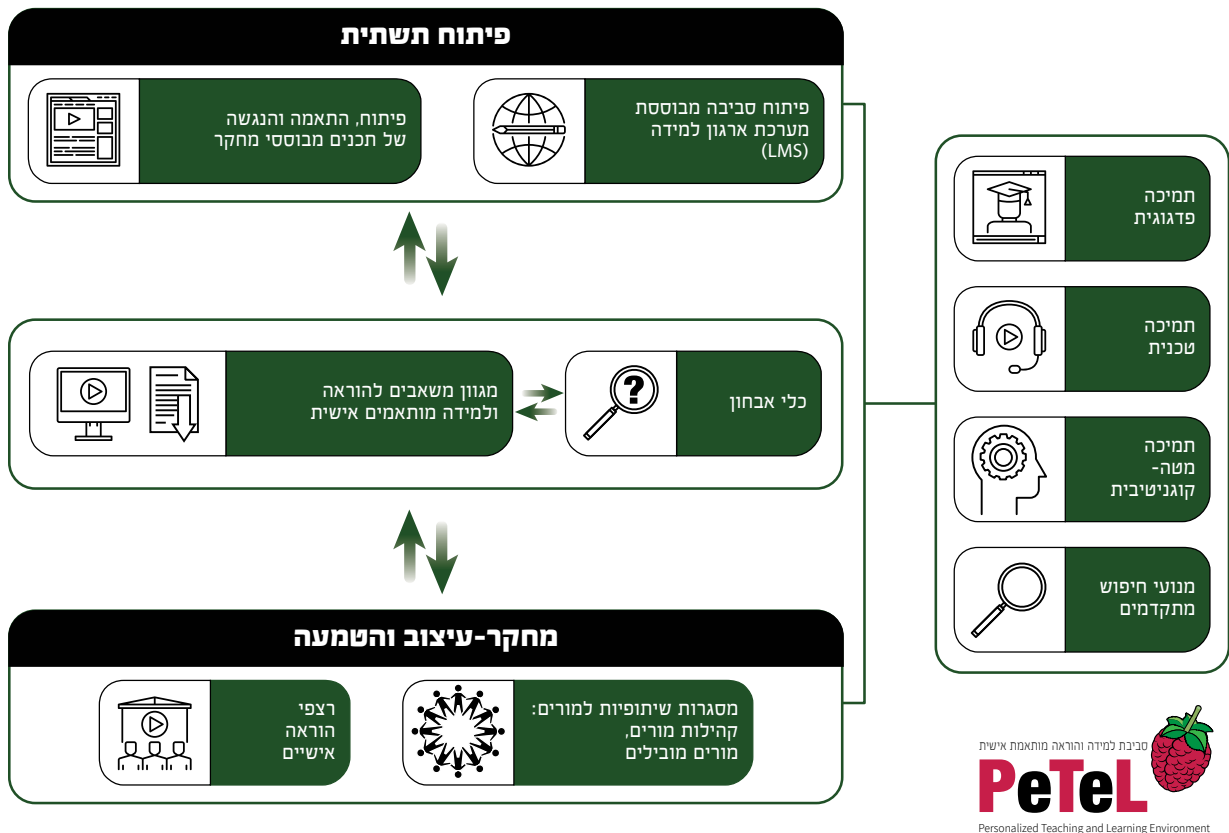 פיתוח תשתית
פיתוח סביבה מבוססת
מערכת ארגון למידה
(LMS)
פיתוח, התאמה והנגשה
של תכנים מבוססי מחקר
כלי אבחון
?
מגוון משאבים להוראה
ולמידה מותאמים אישית
מחקר-עיצוב והטמעה
מסגרות שיתופיות למורים:
קהילות מורים,
מורים מובילים
רצפי
הוראה
אישיים
תמיכה
פדגוגית
תמיכה
טכנית
תמיכה
מטה-
קוגניטיבית
מנועי חיפוש
מתקדמים
סביבת למידה והוראה מותאמת אישית
PeTeL
Personalized Teaching and Learning Environment